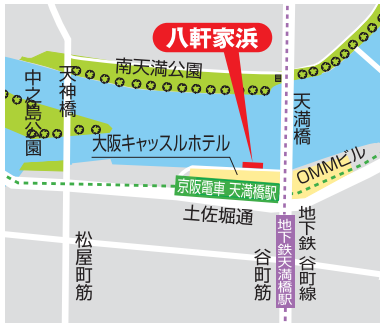 八軒家浜
南天満公園
中之島公園
天神橋
天満橋
大阪キャッスルホテル
OMMビル
京阪電車 天満橋駅
土佐堀通
松屋町筋
谷町筋
地下鉄天満橋駅
地下鉄 谷町線